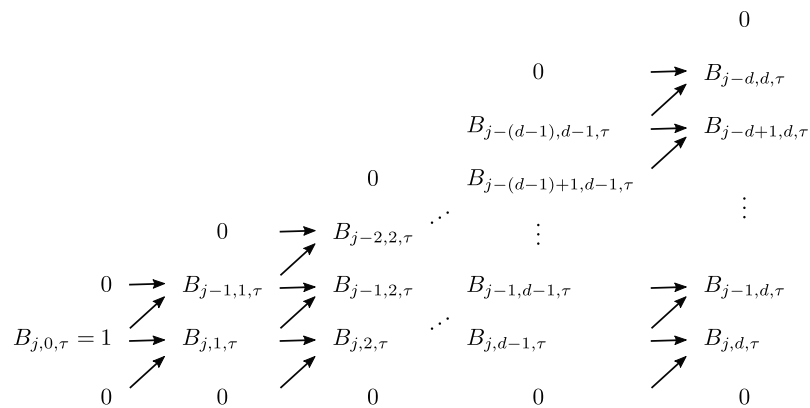 0
0 B_{j-d,d,τ}
B_{j-(d-1),d-1,τ} B_{j-d+1,d,τ}
0 B_{j-(d-1)+1,d-1,τ}
0 B_{j-2,2,τ} ⋰ ⋮ ⋮
0 B_{j-1,1,τ} B_{j-1,2,τ} B_{j-1,d-1,τ} B_{j-1,d,τ}
B_{j,0,τ} = 1 B_{j,1,τ} B_{j,2,τ} ⋰ B_{j,d-1,τ} B_{j,d,τ}
0 0 0 0 0